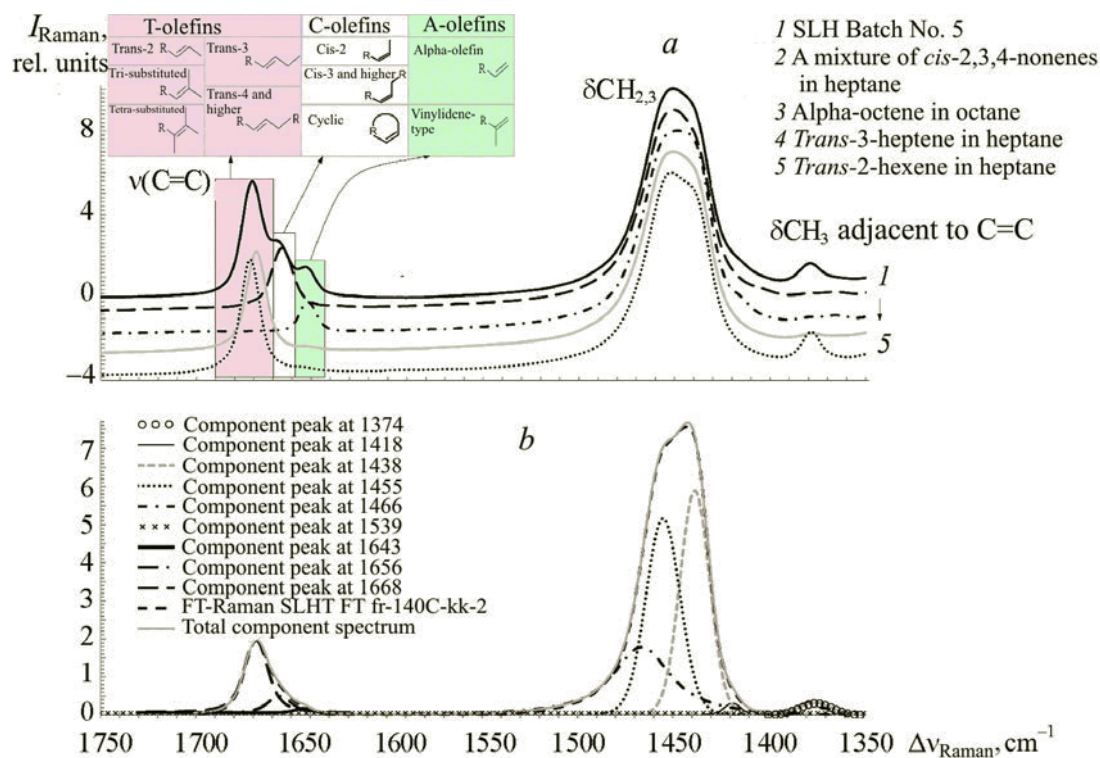 I Raman,
rel. units
T-olefins
C-olefins
A-olefins
Trans-2
R
Trans-3
R
Cis-2
R
Alpha-olefin
R
Tri-substituted
R
Cis-3 and higher
R
R
Trans-4 and
higher
R
R
Tetra-substituted
R
Cyclic
R
Vinylidene-
type
R
a
1 SLH Batch No. 5
2 A mixture of cis-2,3,4-nonenes
in heptane
3 Alpha-octene in octane
4 Trans-3-heptene in heptane
5 Trans-2-hexene in heptane
δCH2,3
ν(C=C)
δCH3 adjacent to C=C
8
4
0
−4
1
5
b
Component peak at 1374
Component peak at 1418
Component peak at 1438
Component peak at 1455
Component peak at 1466
Component peak at 1539
Component peak at 1643
Component peak at 1656
Component peak at 1668
FT-Raman SLHT FT fr-140C-kk-2
Total component spectrum
7
6
5
4
3
2
1
0
1750 1700 1650 1600 1550 1500 1450 1400 1350 ΔνRaman, cm−1